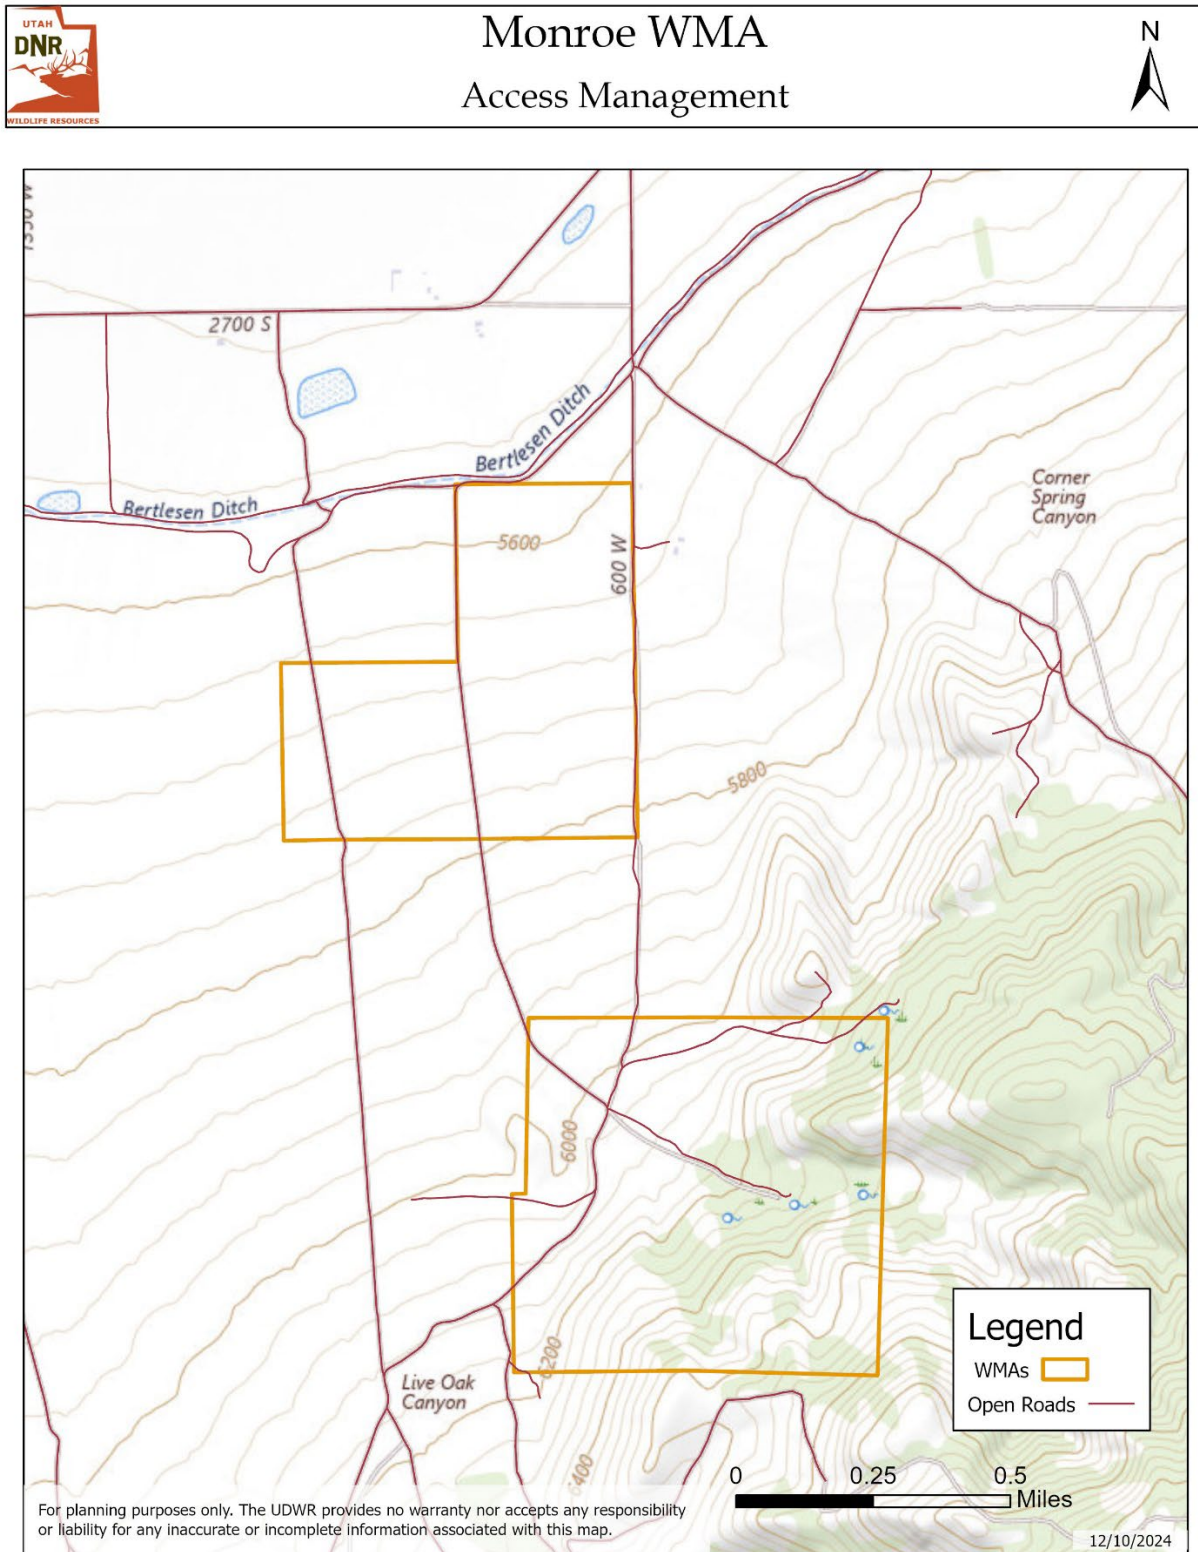 UTAH
DNR
WILDLIFE RESOURCES
Monroe WMA
Access Management
N
1550 W
2700 S
Bertlesen Ditch
Bertlesen Ditch
Corner
Spring
Canyon
5600
600 W
5800
6000
6200
Live Oak
Canyon
6400
Legend
WMAs
Open Roads
0 0.25 0.5
Miles
For planning purposes only. The UDWR provides no warranty nor accepts any responsibility
or liability for any inaccurate or incomplete information associated with this map.
12/10/2024